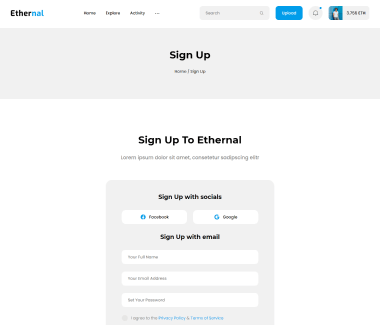 Ethernal
Home Explore Activity ...
Search
Upload
3.756 ETH
Sign Up
Home | Sign Up
Sign Up To Ethernal
Lorem ipsum dolor sit amet, consetetur sadipscing elitr
Sign Up with socials
Facebook
Google
Sign Up with email
Your Full Name
Your Email Address
Set Your Password
I agree to the Privacy Policy & Terms of Service